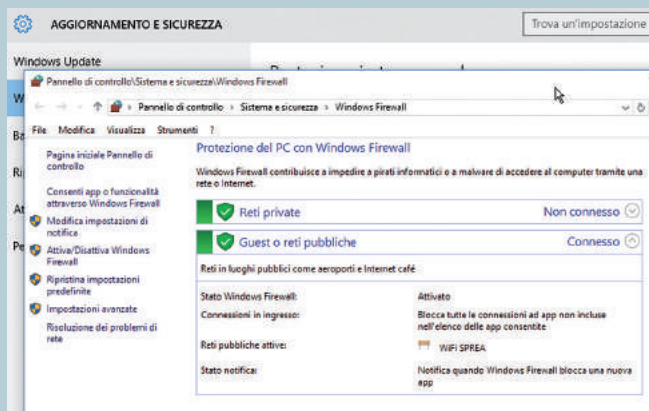 AGGIORNAMENTO E SICUREZZA
Trova un'impostazione
Windows Update
Pannello di controllo\Sistema e sicurezza\Windows Firewall
W
Pannello di controllo › Sistema e sicurezza › Windows Firewall
Ba
File Modifica Visualizza Strumenti ?
Ri
At
Pe
Pagina iniziale Pannello di
controllo
Consenti app o funzionalità
attraverso Windows Firewall
Modifica impostazioni di
notifica
Attiva/Disattiva Windows
Firewall
Ripristina impostazioni
predefinite
Impostazioni avanzate
Risoluzione dei problemi di
rete
Protezione del PC con Windows Firewall
Windows Firewall contribuisce a impedire a pirati informatici o a malware di accedere al computer tramite una
rete o Internet.
Reti private Non connesso
Guest o reti pubbliche Connesso
Reti in luoghi pubblici come aeroporti e Internet café
Stato Windows Firewall: Attivato
Connessioni in ingresso: Blocca tutte le connessioni ad app non incluse
nell'elenco delle app consentite
Reti pubbliche attive: WiFi SPREA
Stato notifica: Notifica quando Windows Firewall blocca una nuova
app